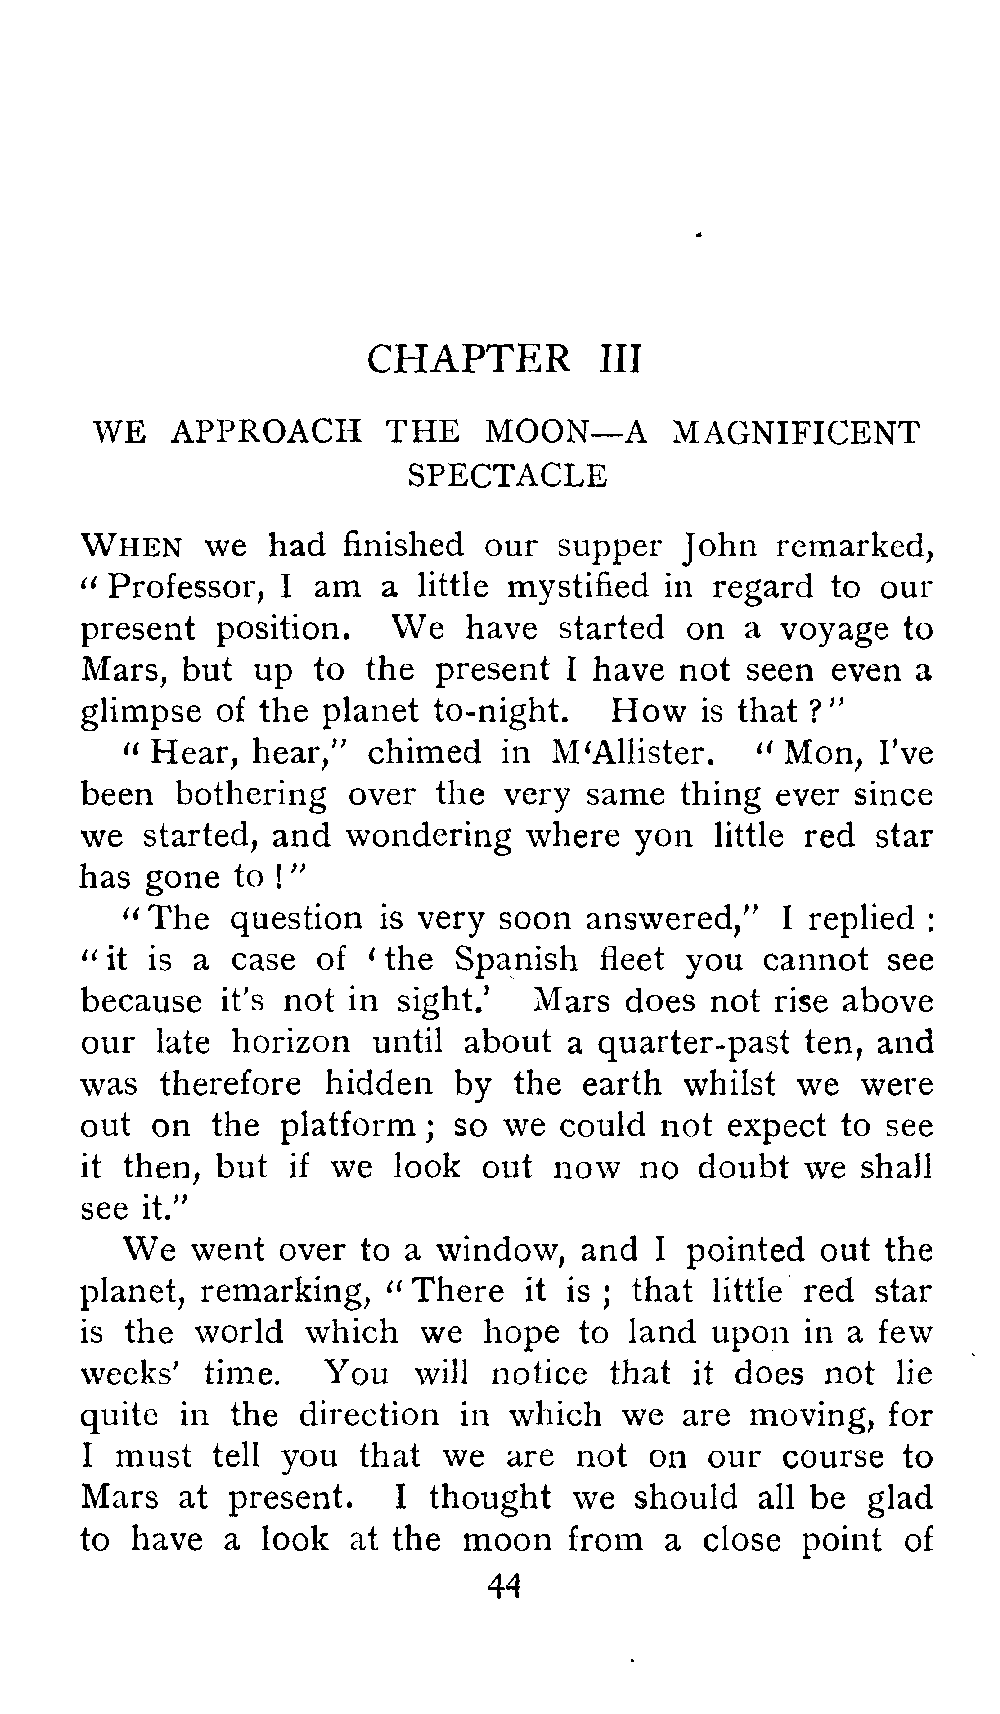 CHAPTER III
WE APPROACH THE MOON—A MAGNIFICENT
SPECTACLE
WHEN we had finished our supper John remarked,
“Professor, I am a little mystified in regard to our
present position. We have started on a voyage to
Mars, but up to the present I have not seen even a
glimpse of the planet to-night. How is that ?”
“Hear, hear,” chimed in M‘Allister. “Mon, I’ve
been bothering over the very same thing ever since
we started, and wondering where yon little red star
has gone to !”
“The question is very soon answered,” I replied :
“it is a case of ‘the Spanish fleet you cannot see
because it’s not in sight.’ Mars does not rise above
our late horizon until about a quarter-past ten, and
was therefore hidden by the earth whilst we were
out on the platform ; so we could not expect to see
it then, but if we look out now no doubt we shall
see it.”
We went over to a window, and I pointed out the
planet, remarking, “There it is ; that little red star
is the world which we hope to land upon in a few
weeks’ time. You will notice that it does not lie
quite in the direction in which we are moving, for
I must tell you that we are not on our course to
Mars at present. I thought we should all be glad
to have a look at the moon from a close point of
44